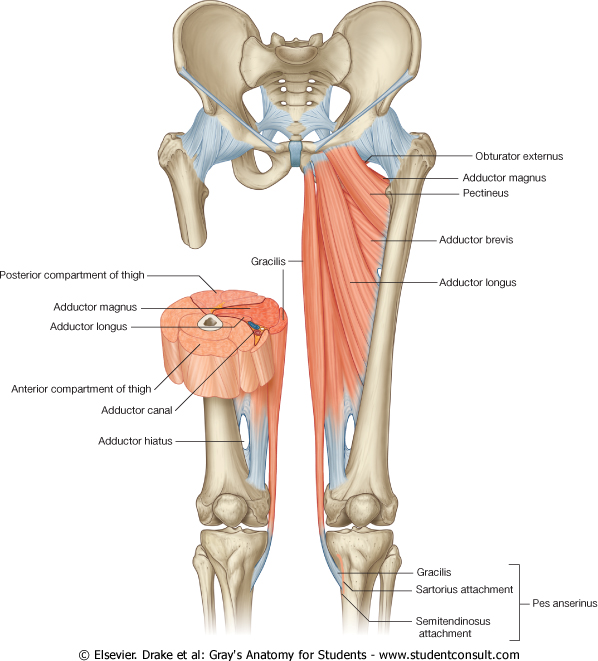 Obturator externus
Adductor magnus
Pectineus
Adductor brevis
Gracilis
Posterior compartment of thigh
Adductor longus
Adductor magnus
Adductor longus
Anterior compartment of thigh
Adductor canal
Adductor hiatus
Gracilis
Sartorius attachment
Pes anserinus
Semitendinosus
attachment
© Elsevier. Drake et al: Gray's Anatomy for Students - www.studentconsult.com